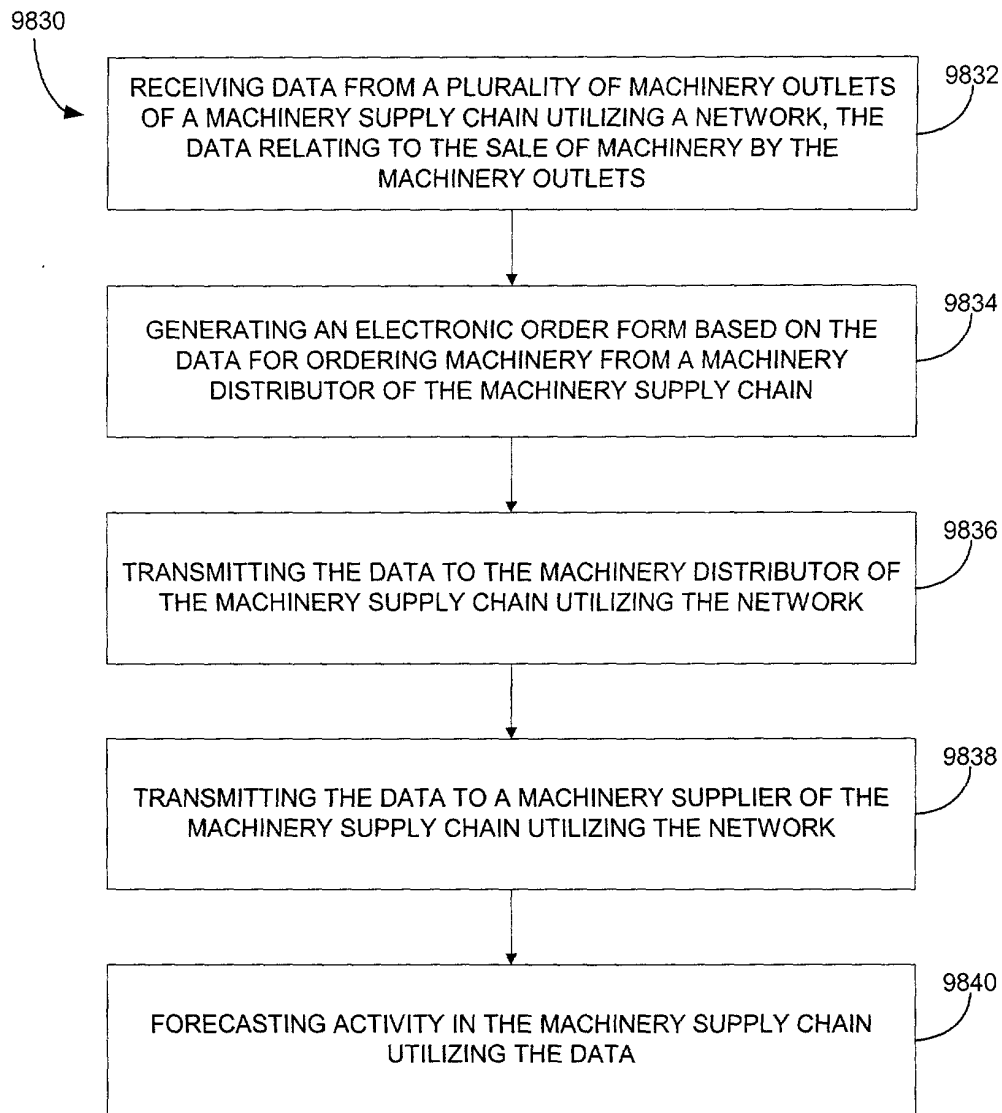 9830
RECEIVING DATA FROM A PLURALITY OF MACHINERY OUTLETS
OF A MACHINERY SUPPLY CHAIN UTILIZING A NETWORK, THE
DATA RELATING TO THE SALE OF MACHINERY BY THE
MACHINERY OUTLETS
9832
GENERATING AN ELECTRONIC ORDER FORM BASED ON THE
DATA FOR ORDERING MACHINERY FROM A MACHINERY
DISTRIBUTOR OF THE MACHINERY SUPPLY CHAIN
9834
TRANSMITTING THE DATA TO THE MACHINERY DISTRIBUTOR OF
THE MACHINERY SUPPLY CHAIN UTILIZING THE NETWORK
9836
TRANSMITTING THE DATA TO A MACHINERY SUPPLIER OF THE
MACHINERY SUPPLY CHAIN UTILIZING THE NETWORK
9838
FORECASTING ACTIVITY IN THE MACHINERY SUPPLY CHAIN
UTILIZING THE DATA
9840